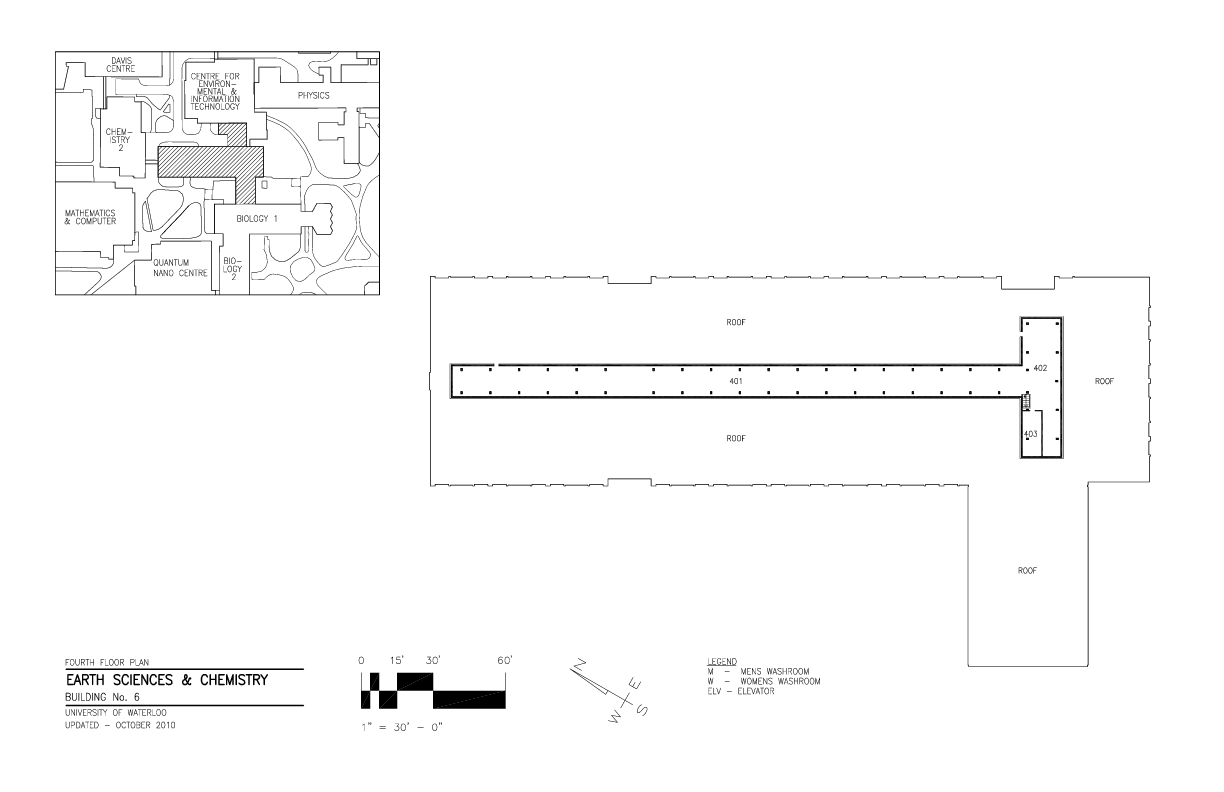 DAVIS
CENTRE
CENTRE FOR
ENVIRON-
MENTAL &
INFORMATION
TECHNOLOGY
PHYSICS
CHEM-
ISTRY
2
MATHEMATICS
& COMPUTER
BIOLOGY 1
QUANTUM
NANO CENTRE
BIO-
LOGY
2
ROOF
402
401
ROOF
ROOF
403
ROOF
FOURTH FLOOR PLAN
EARTH SCIENCES & CHEMISTRY
BUILDING No. 6
UNIVERSITY OF WATERLOO
UPDATED - OCTOBER 2010
0 15' 30' 60'
1" = 30' - 0"
N
E
W
S
LEGEND
M - MENS WASHROOM
W - WOMENS WASHROOM
ELV - ELEVATOR